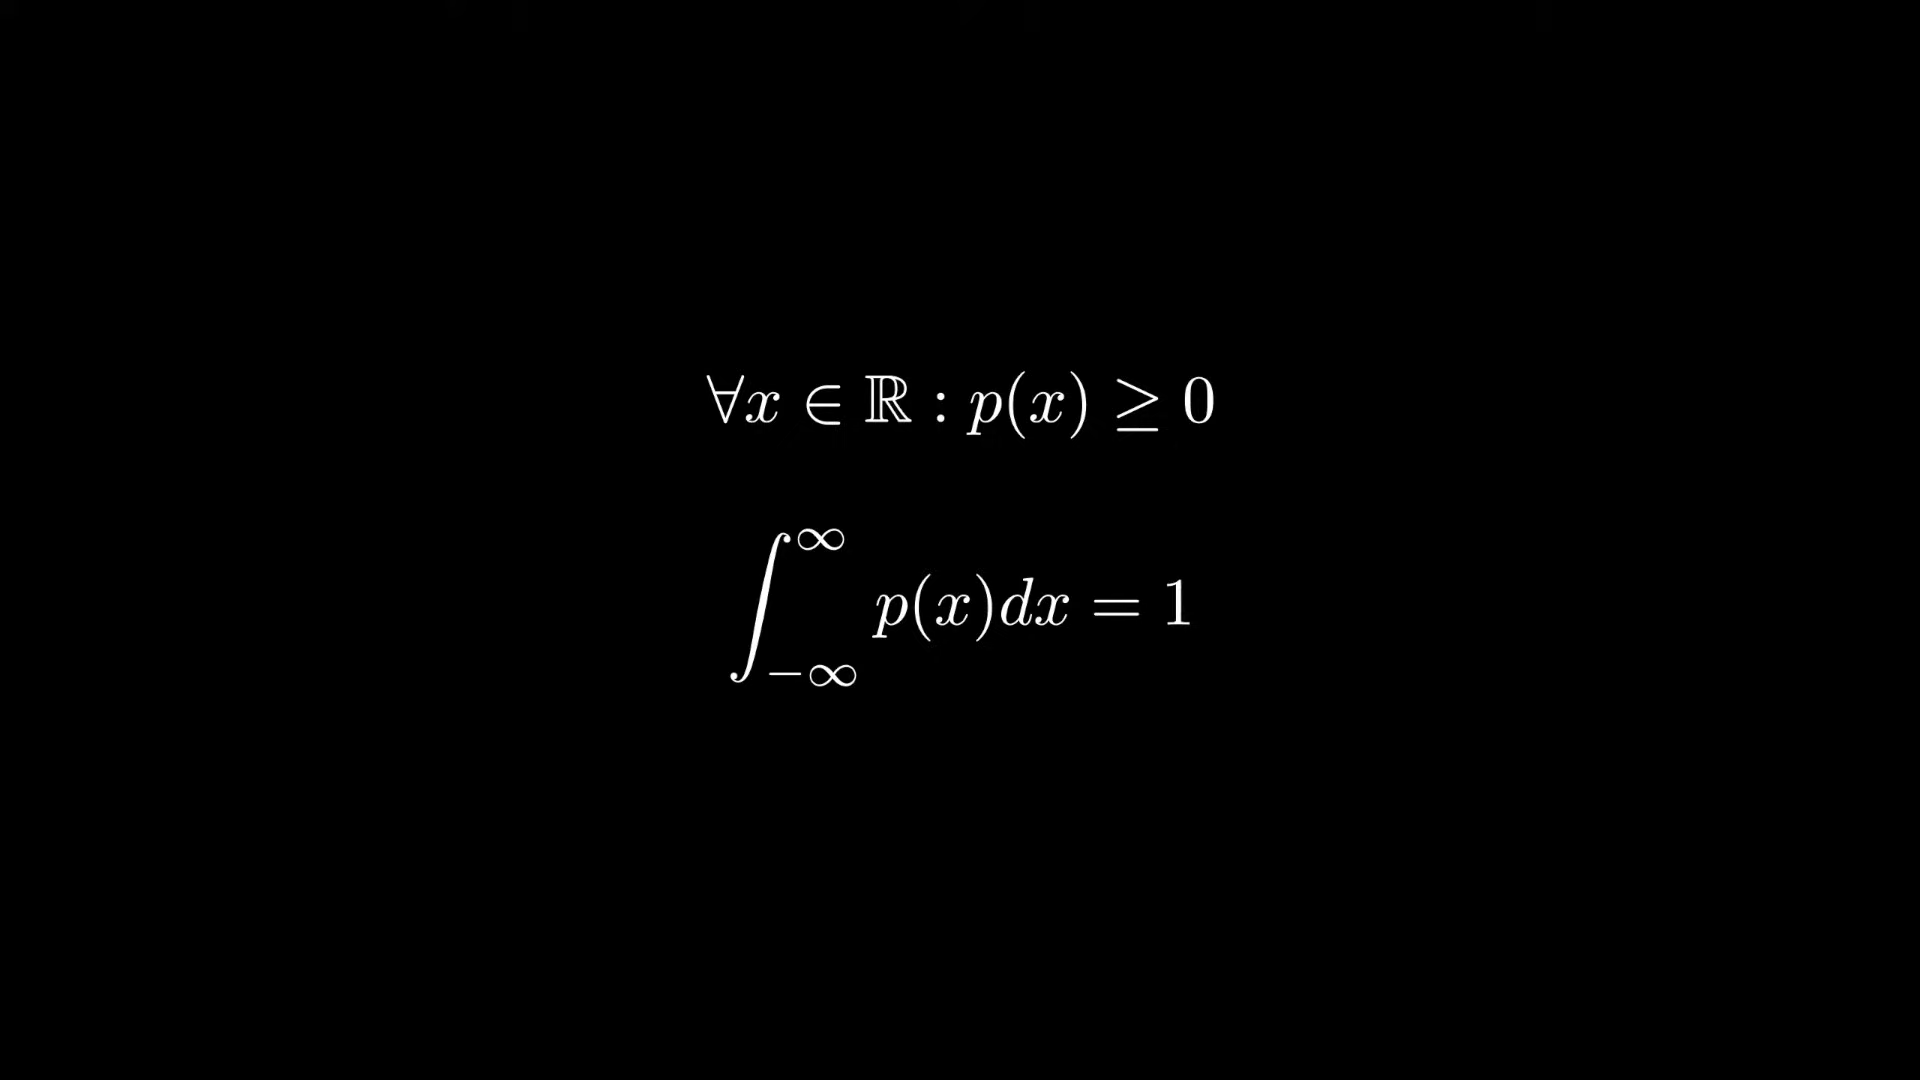 ∀x ∈ ℝ : p(x) ≥ 0
∫_{-∞}^{∞} p(x)dx = 1